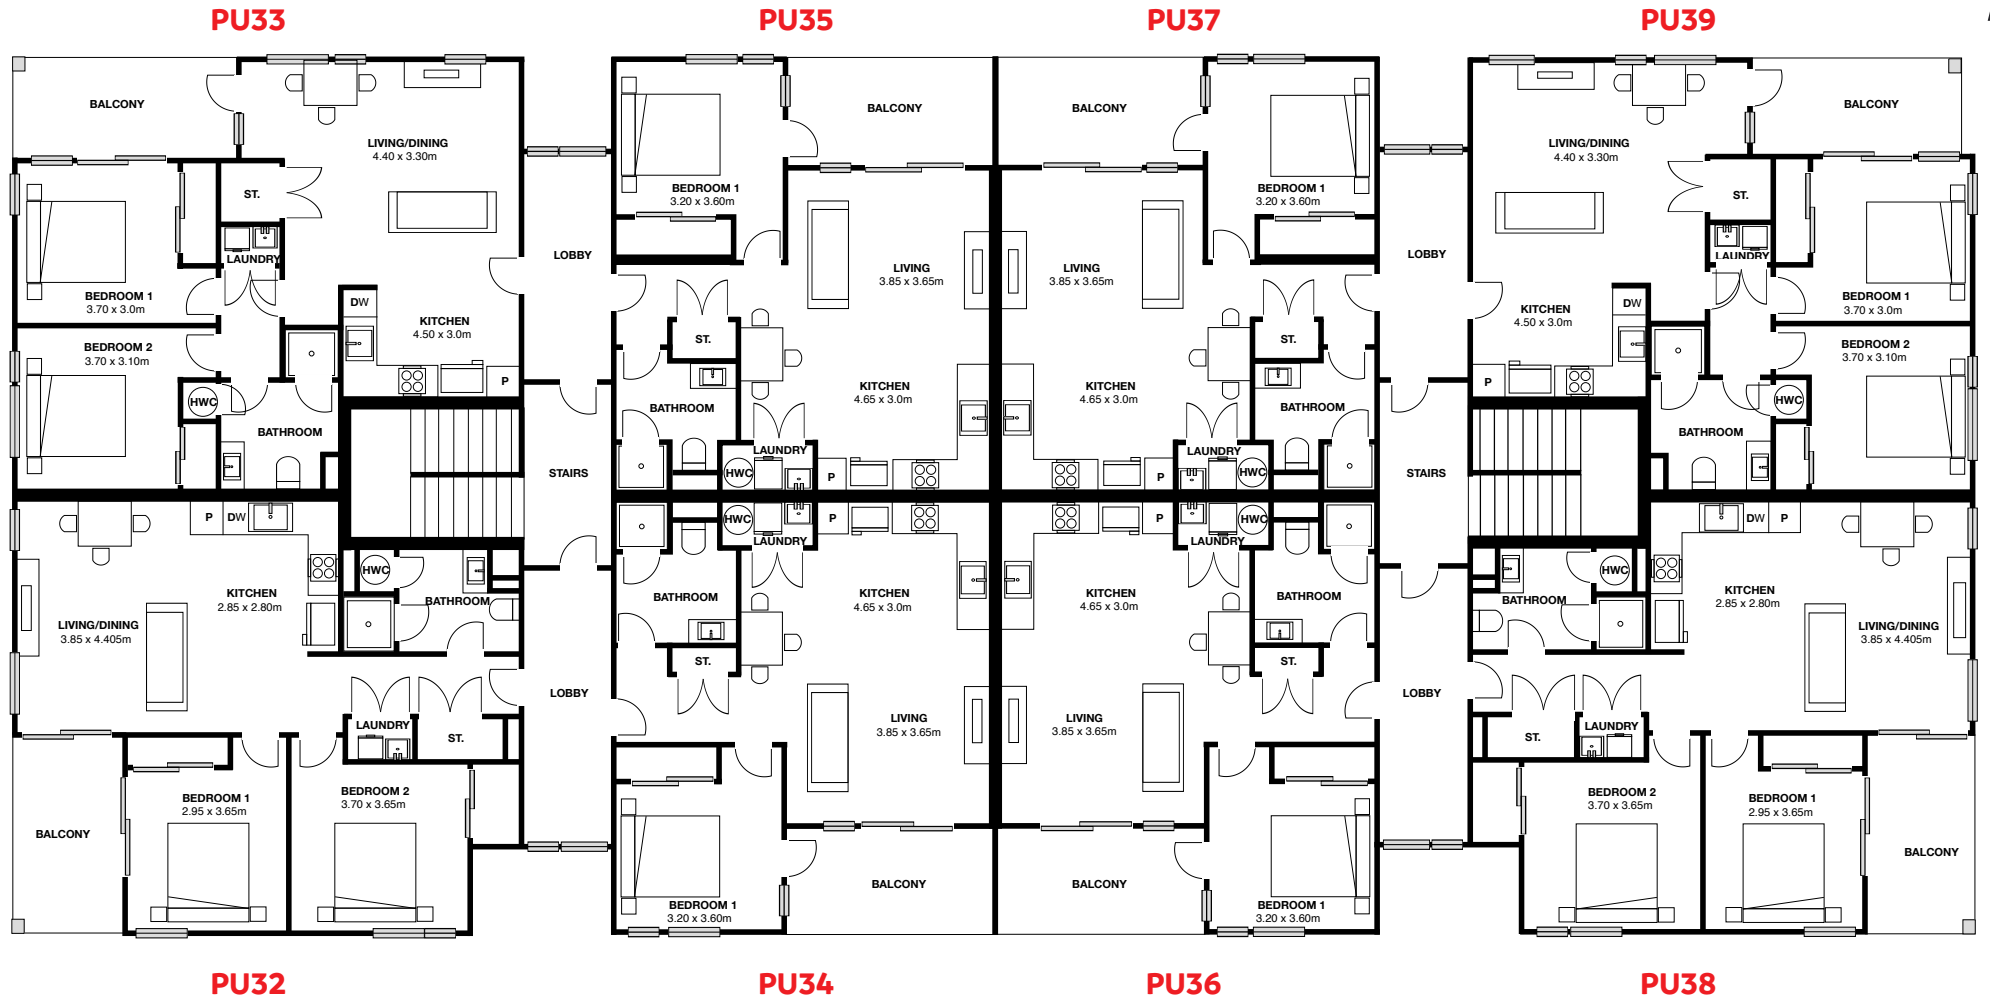 PU33
PU35
PU37
PU39
BALCONY
LIVING/DINING
4.40 x 3.30m
ST.
LAUNDRY
BEDROOM 1
3.70 x 3.0m
BEDROOM 2
3.70 x 3.10m
HWC
BATHROOM
DW
KITCHEN
4.50 x 3.0m
P
LOBBY
STAIRS
BEDROOM 1
3.20 x 3.60m
BALCONY
LIVING
3.85 x 3.65m
ST.
KITCHEN
4.65 x 3.0m
BATHROOM
LAUNDRY
HWC
P
BALCONY
BEDROOM 1
3.20 x 3.60m
LIVING
3.85 x 3.65m
ST.
KITCHEN
4.65 x 3.0m
BATHROOM
LAUNDRY
HWC
P
LOBBY
STAIRS
LIVING/DINING
4.40 x 3.30m
BALCONY
ST.
LAUNDRY
BEDROOM 1
3.70 x 3.0m
DW
KITCHEN
4.50 x 3.0m
BEDROOM 2
3.70 x 3.10m
P
HWC
BATHROOM
P
DW
HWC
KITCHEN
2.85 x 2.80m
BATHROOM
LIVING/DINING
3.85 x 4.405m
LAUNDRY
ST.
BEDROOM 1
2.95 x 3.65m
BEDROOM 2
3.70 x 3.65m
BALCONY
LOBBY
HWC
LAUNDRY
P
BATHROOM
KITCHEN
4.65 x 3.0m
ST.
LIVING
3.85 x 3.65m
BEDROOM 1
3.20 x 3.60m
BALCONY
P
HWC
LAUNDRY
KITCHEN
4.65 x 3.0m
BATHROOM
ST.
LIVING
3.85 x 3.65m
BALCONY
BEDROOM 1
3.20 x 3.60m
LOBBY
DW
P
HWC
BATHROOM
KITCHEN
2.85 x 2.80m
LIVING/DINING
3.85 x 4.405m
ST.
LAUNDRY
BEDROOM 2
3.70 x 3.65m
BEDROOM 1
2.95 x 3.65m
BALCONY
PU32
PU34
PU36
PU38